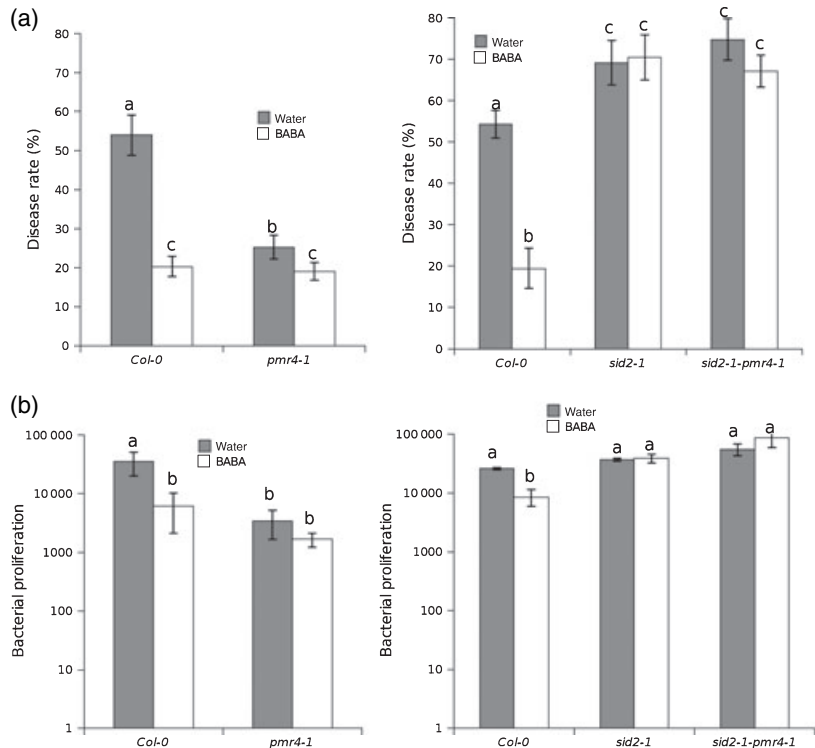 (a)
80
70
60
50
40
30
20
10
0
Disease rate (%)
a
c
b
c
Water
BABA
Col-0
pmr4-1
80
70
60
50
40
30
20
10
0
Disease rate (%)
Water
BABA
a
b
c
c
c
c
Col-0
sid2-1
sid2-1-pmr4-1
(b)
100 000
10 000
1000
100
10
1
Bacterial proliferation
a
b
b
b
Water
BABA
Col-0
pmr4-1
100 000
10 000
1000
100
10
1
Bacterial proliferation
Water
BABA
a
b
a
a
a
a
Col-0
sid2-1
sid2-1-pmr4-1